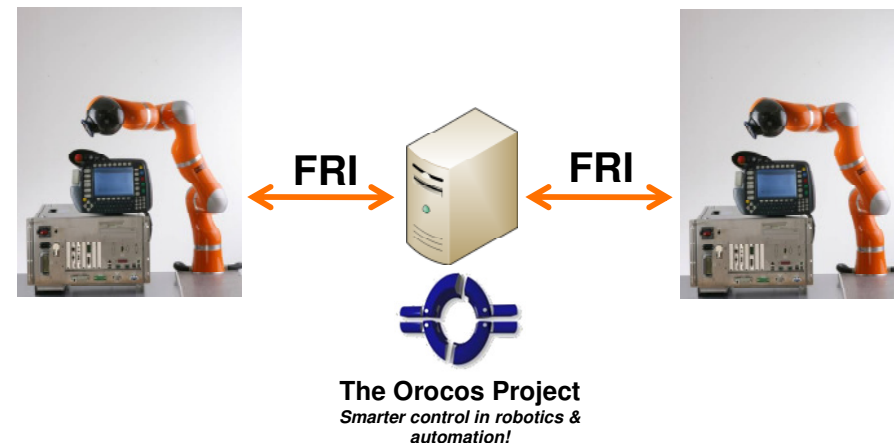 FRI
FRI
The Orocos Project
Smarter control in robotics &
automation!